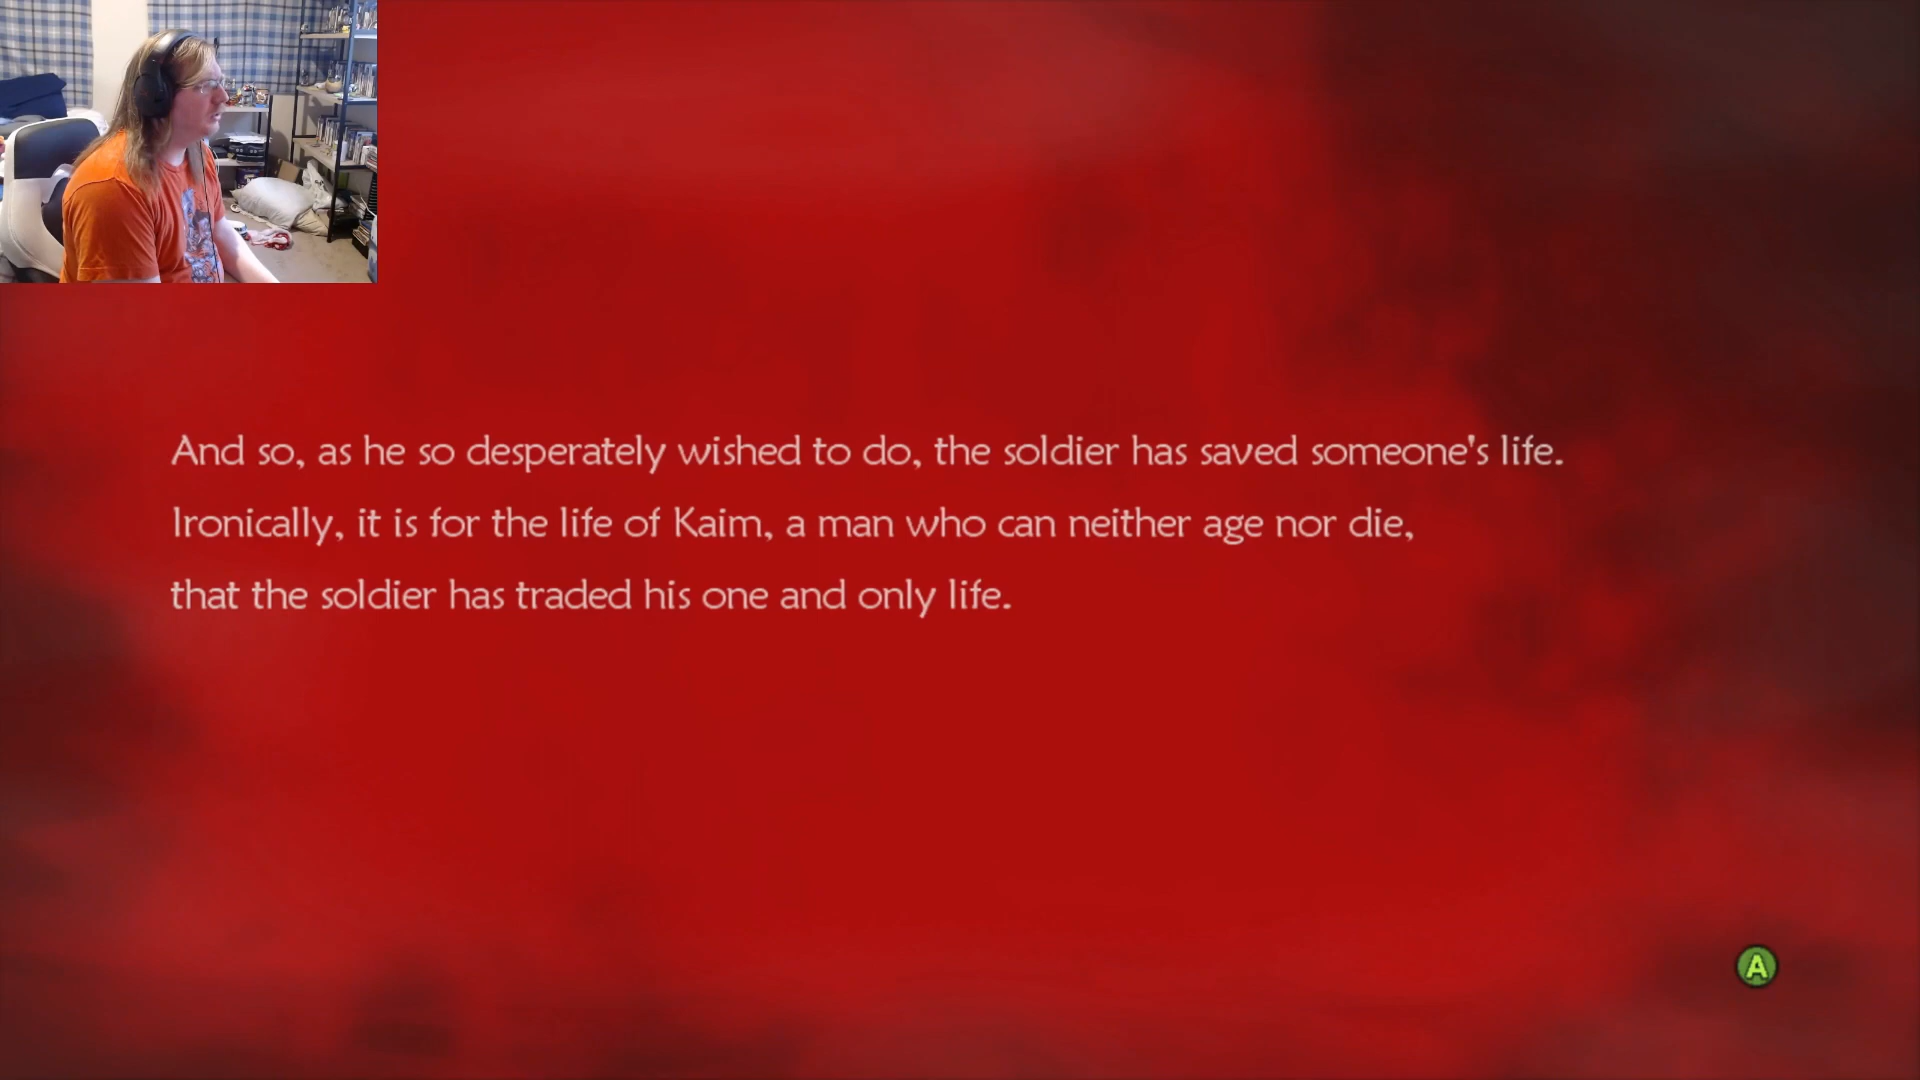 And so, as he so desperately wished to do, the soldier has saved someone's life.
Ironically, it is for the life of Kaim, a man who can neither age nor die,
that the soldier has traded his one and only life.
A